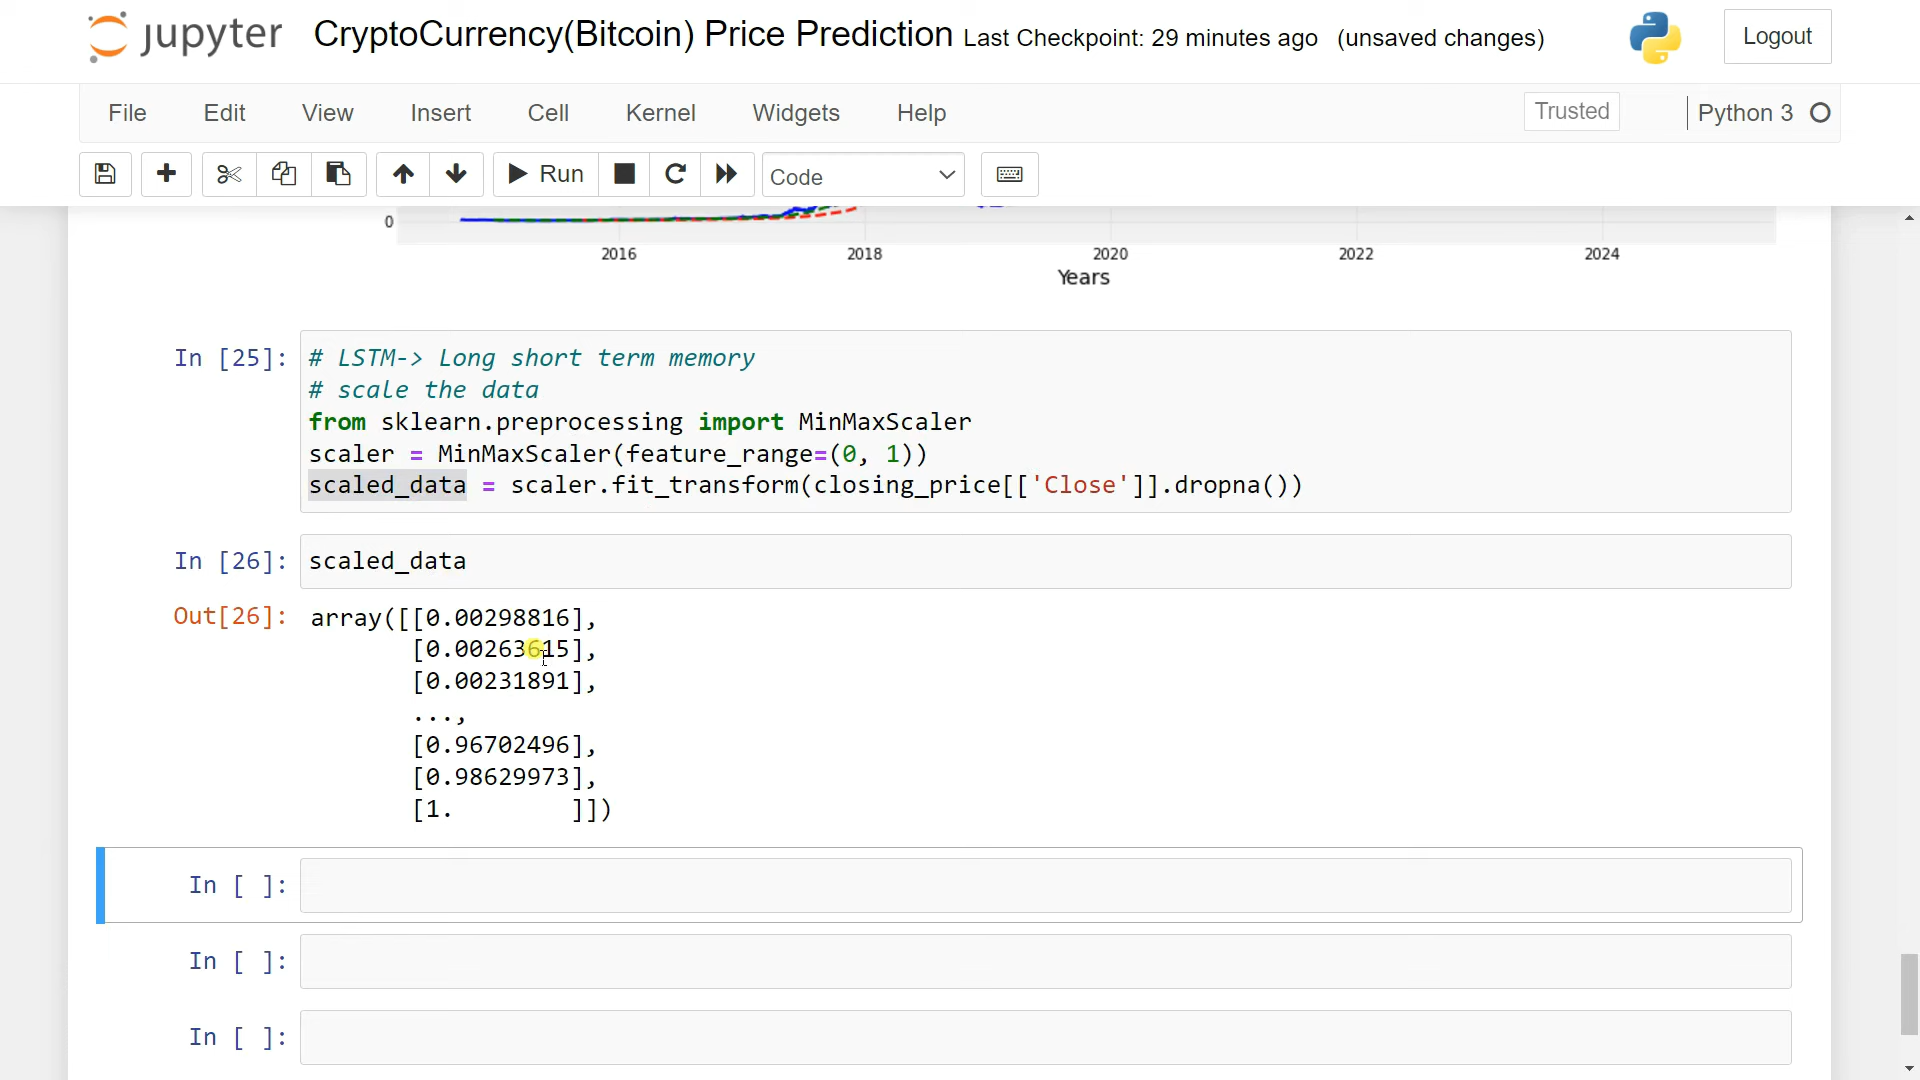 jupyter CryptoCurrency(Bitcoin) Price Prediction Last Checkpoint: 29 minutes ago (unsaved changes) Logout
File Edit View Insert Cell Kernel Widgets Help Trusted Python 3
Run Code
0
2016 2018 2020 2022 2024
Years
In [25]: # LSTM-> Long short term memory
# scale the data
from sklearn.preprocessing import MinMaxScaler
scaler = MinMaxScaler(feature_range=(0, 1))
scaled_data = scaler.fit_transform(closing_price[['Close']].dropna())
In [26]: scaled_data
Out[26]: array([[0.00298816],
[0.00263615],
[0.00231891],
...,
[0.96702496],
[0.98629973],
[1. ]])
In [ ]:
In [ ]:
In [ ]: